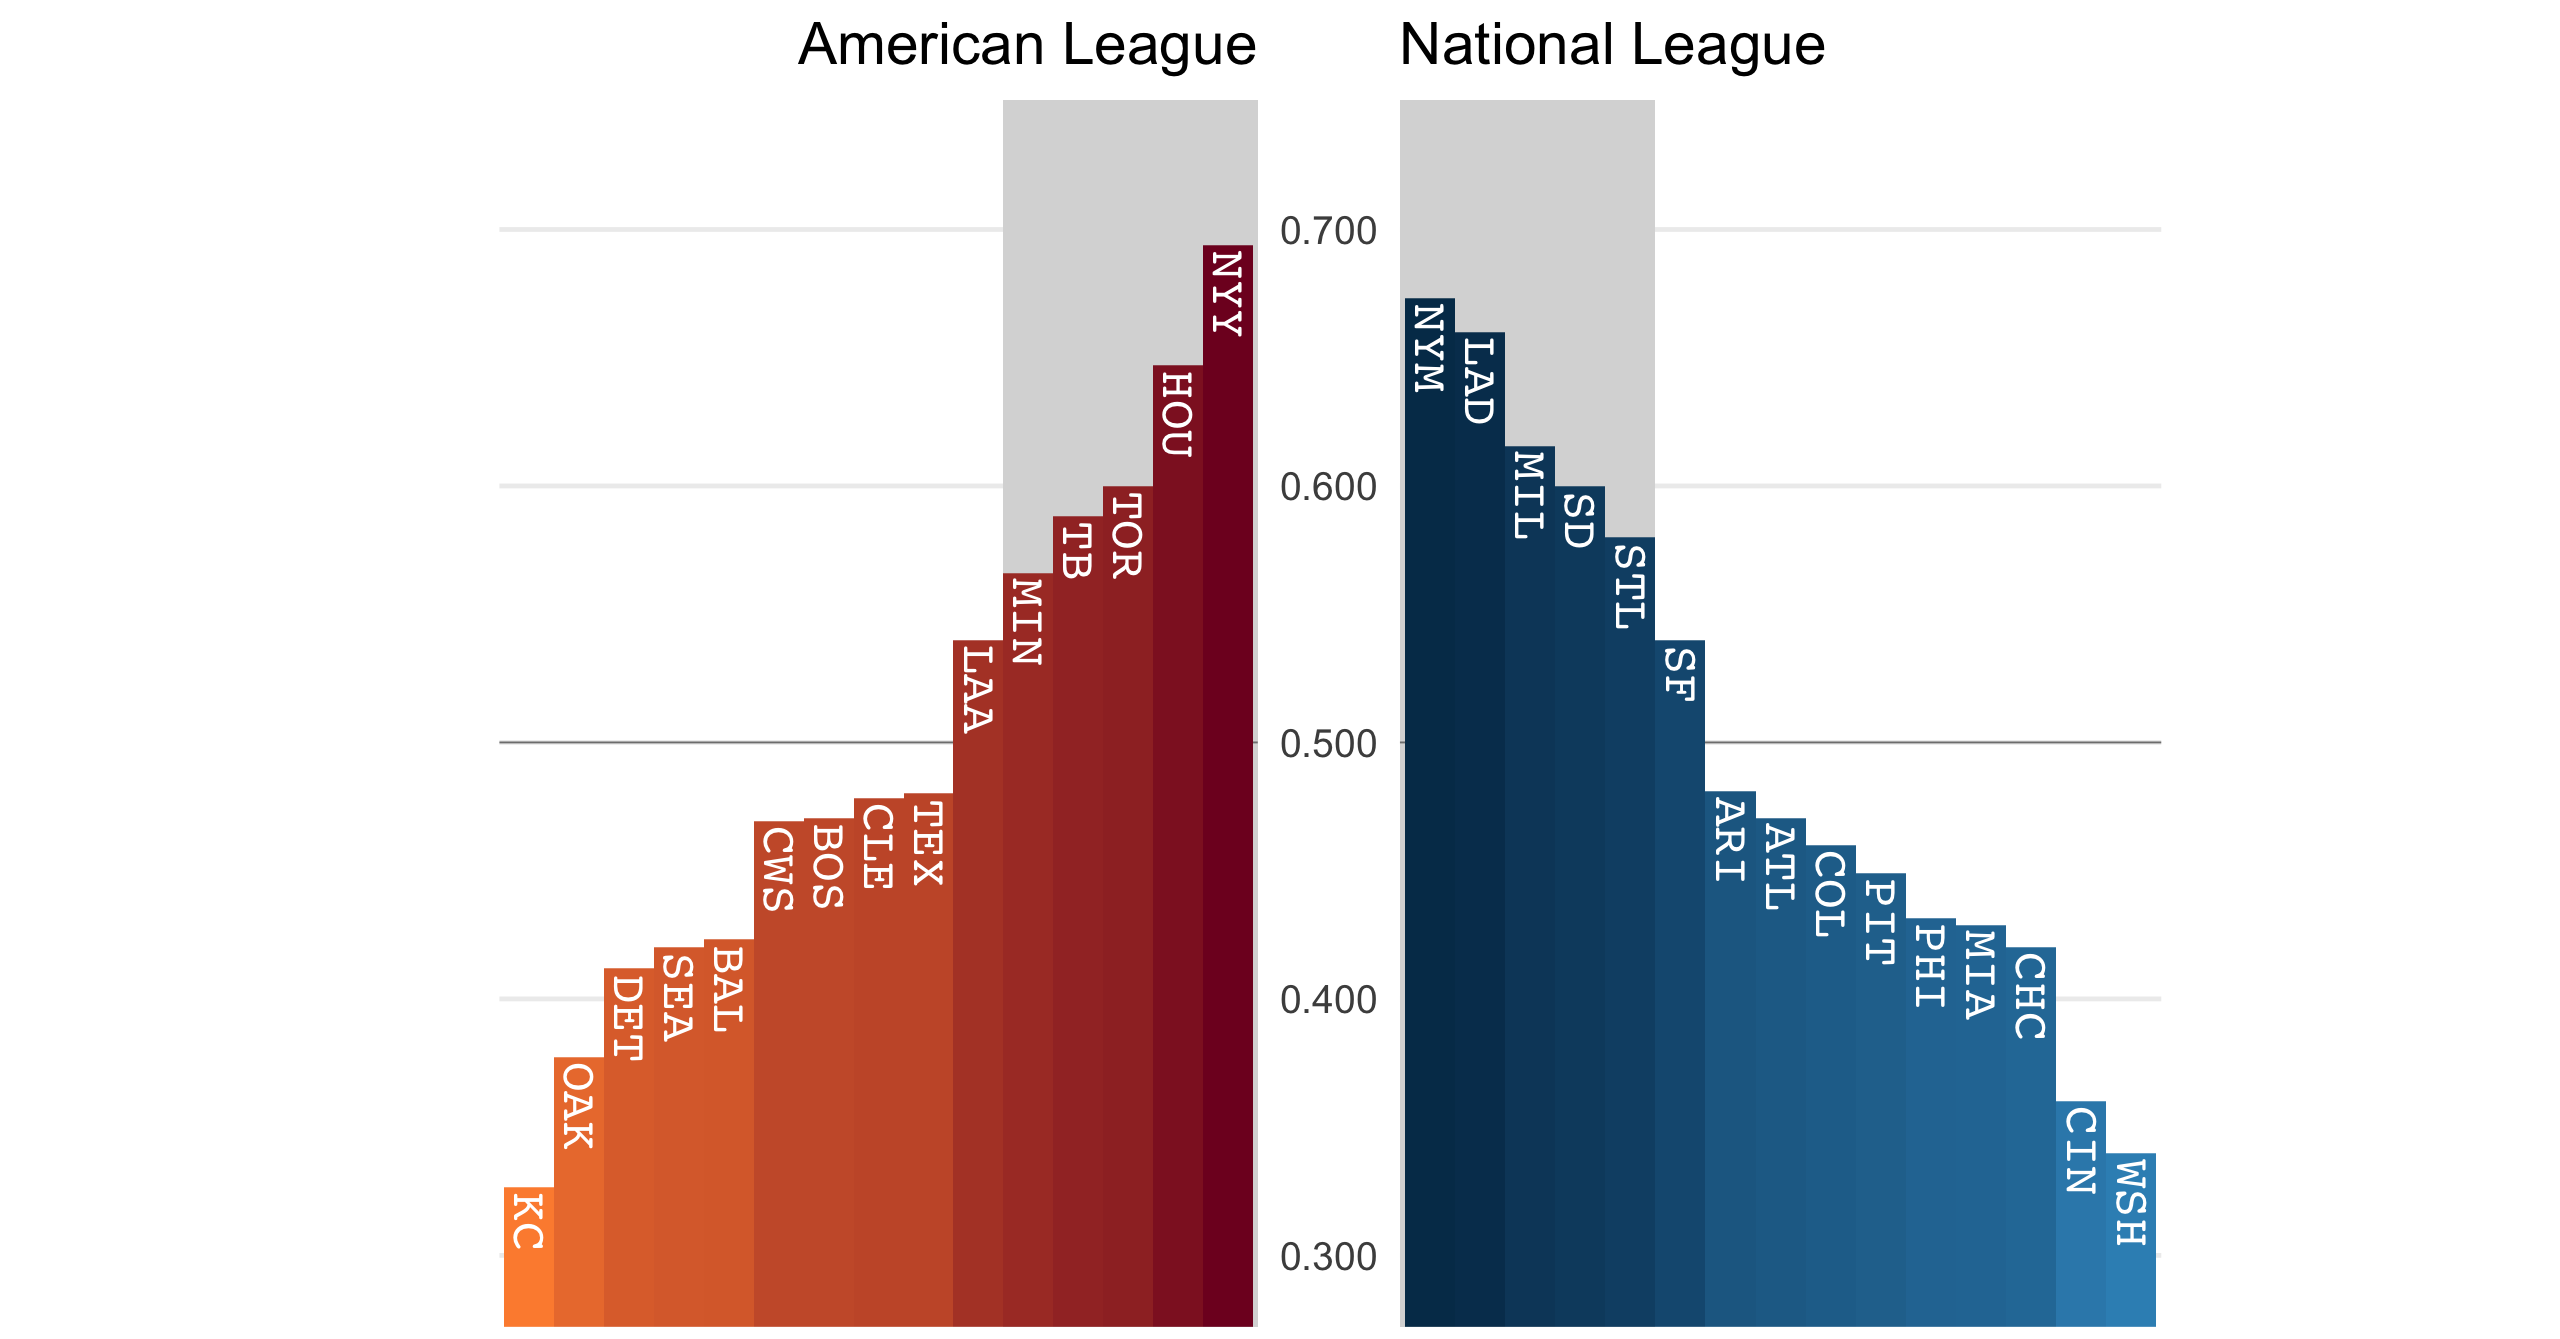 American League
National League
0.700
0.600
0.500
0.400
0.300
KC
OAK
DET
SEA
BAL
CWS
BOS
CLE
TEX
LAA
MIN
TB
TOR
HOU
NYY
NYM
LAD
MIL
SD
STL
SF
ARI
ATL
COL
PIT
PHI
MIA
CHC
CIN
WSH